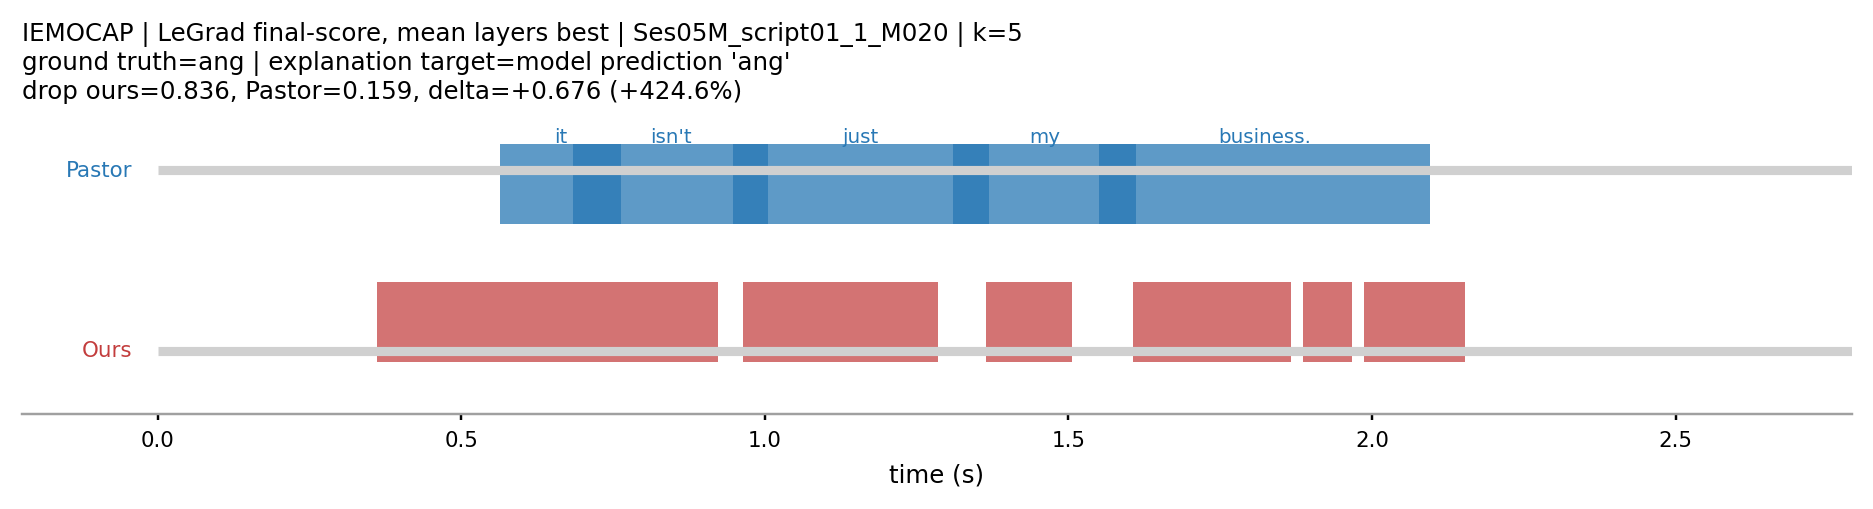 IEMOCAP | LeGrad final-score, mean layers best | Ses05M_script01_1_M020 | k=5
ground truth=ang | explanation target=model prediction 'ang'
drop ours=0.836, Pastor=0.159, delta=+0.676 (+424.6%)
it isn't just my business.
Pastor
Ours
0.0 0.5 1.0 1.5 2.0 2.5
time (s)